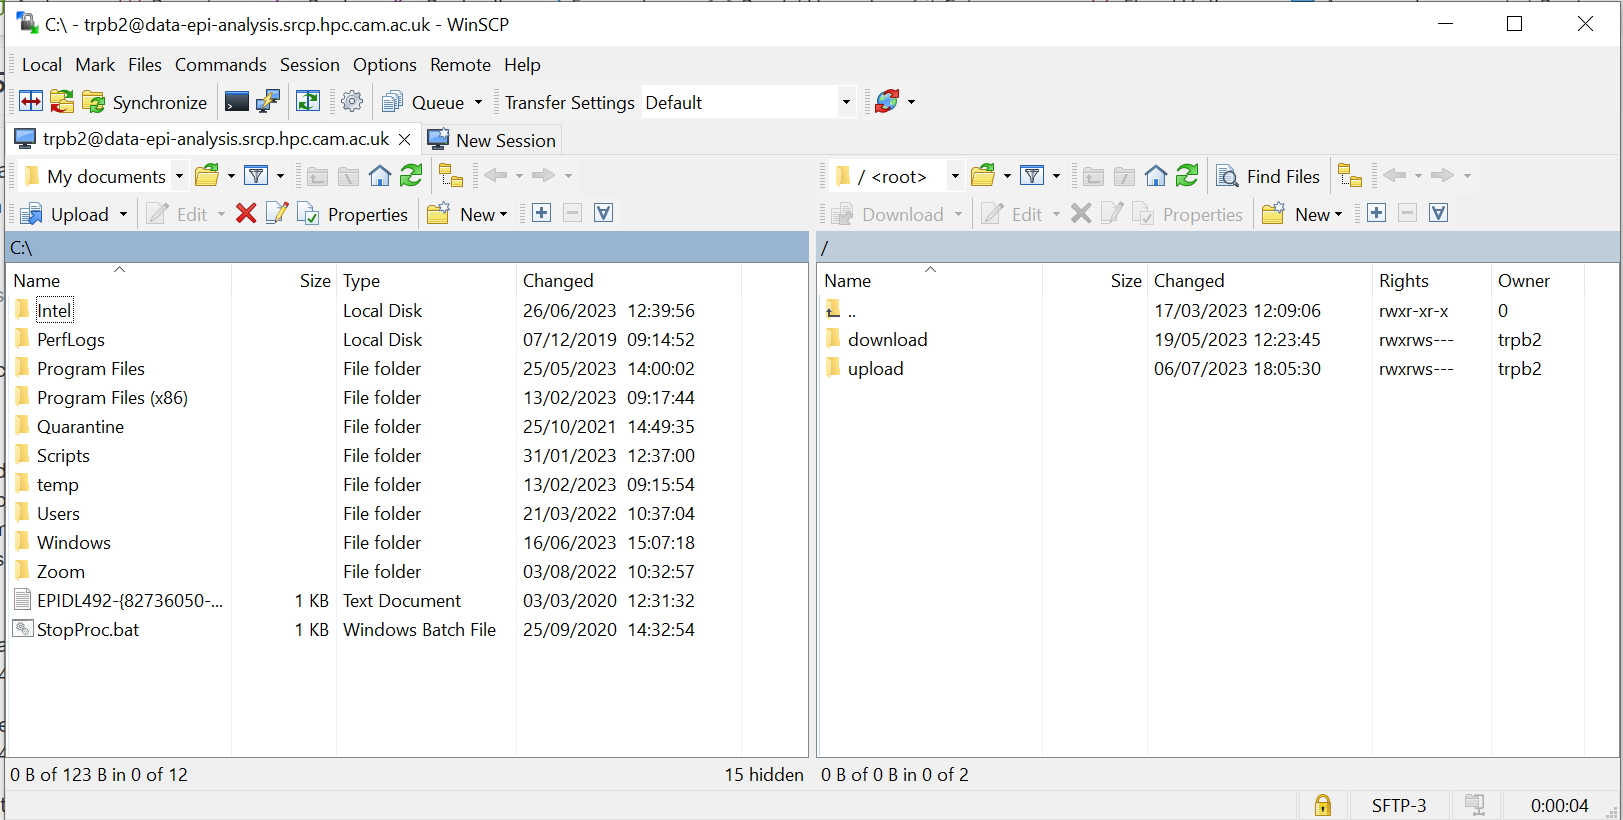 C:\ - trpb2@data-epi-analysis.srcp.hpc.cam.ac.uk - WinSCP
Local Mark Files Commands Session Options Remote Help
Synchronize Queue Transfer Settings Default
trpb2@data-epi-analysis.srcp.hpc.cam.ac.uk New Session
My documents / <root> Find Files
Upload Edit Properties New Download Edit Properties New
C:\ /
Name Size Type Changed Name Size Changed Rights Owner
Intel Local Disk 26/06/2023 12:39:56 .. 17/03/2023 12:09:06 rwxr-xr-x 0
PerfLogs Local Disk 07/12/2019 09:14:52 download 19/05/2023 12:23:45 rwxrws--- trpb2
Program Files File folder 25/05/2023 14:00:02 upload 06/07/2023 18:05:30 rwxrws--- trpb2
Program Files (x86) File folder 13/02/2023 09:17:44
Quarantine File folder 25/10/2021 14:49:35
Scripts File folder 31/01/2023 12:37:00
temp File folder 13/02/2023 09:15:54
Users File folder 21/03/2022 10:37:04
Windows File folder 16/06/2023 15:07:18
Zoom File folder 03/08/2022 10:32:57
EPIDL492-{82736050-... 1 KB Text Document 03/03/2020 12:31:32
StopProc.bat 1 KB Windows Batch File 25/09/2020 14:32:54
0 B of 123 B in 0 of 12 15 hidden 0 B of 0 B in 0 of 2
SFTP-3 0:00:04